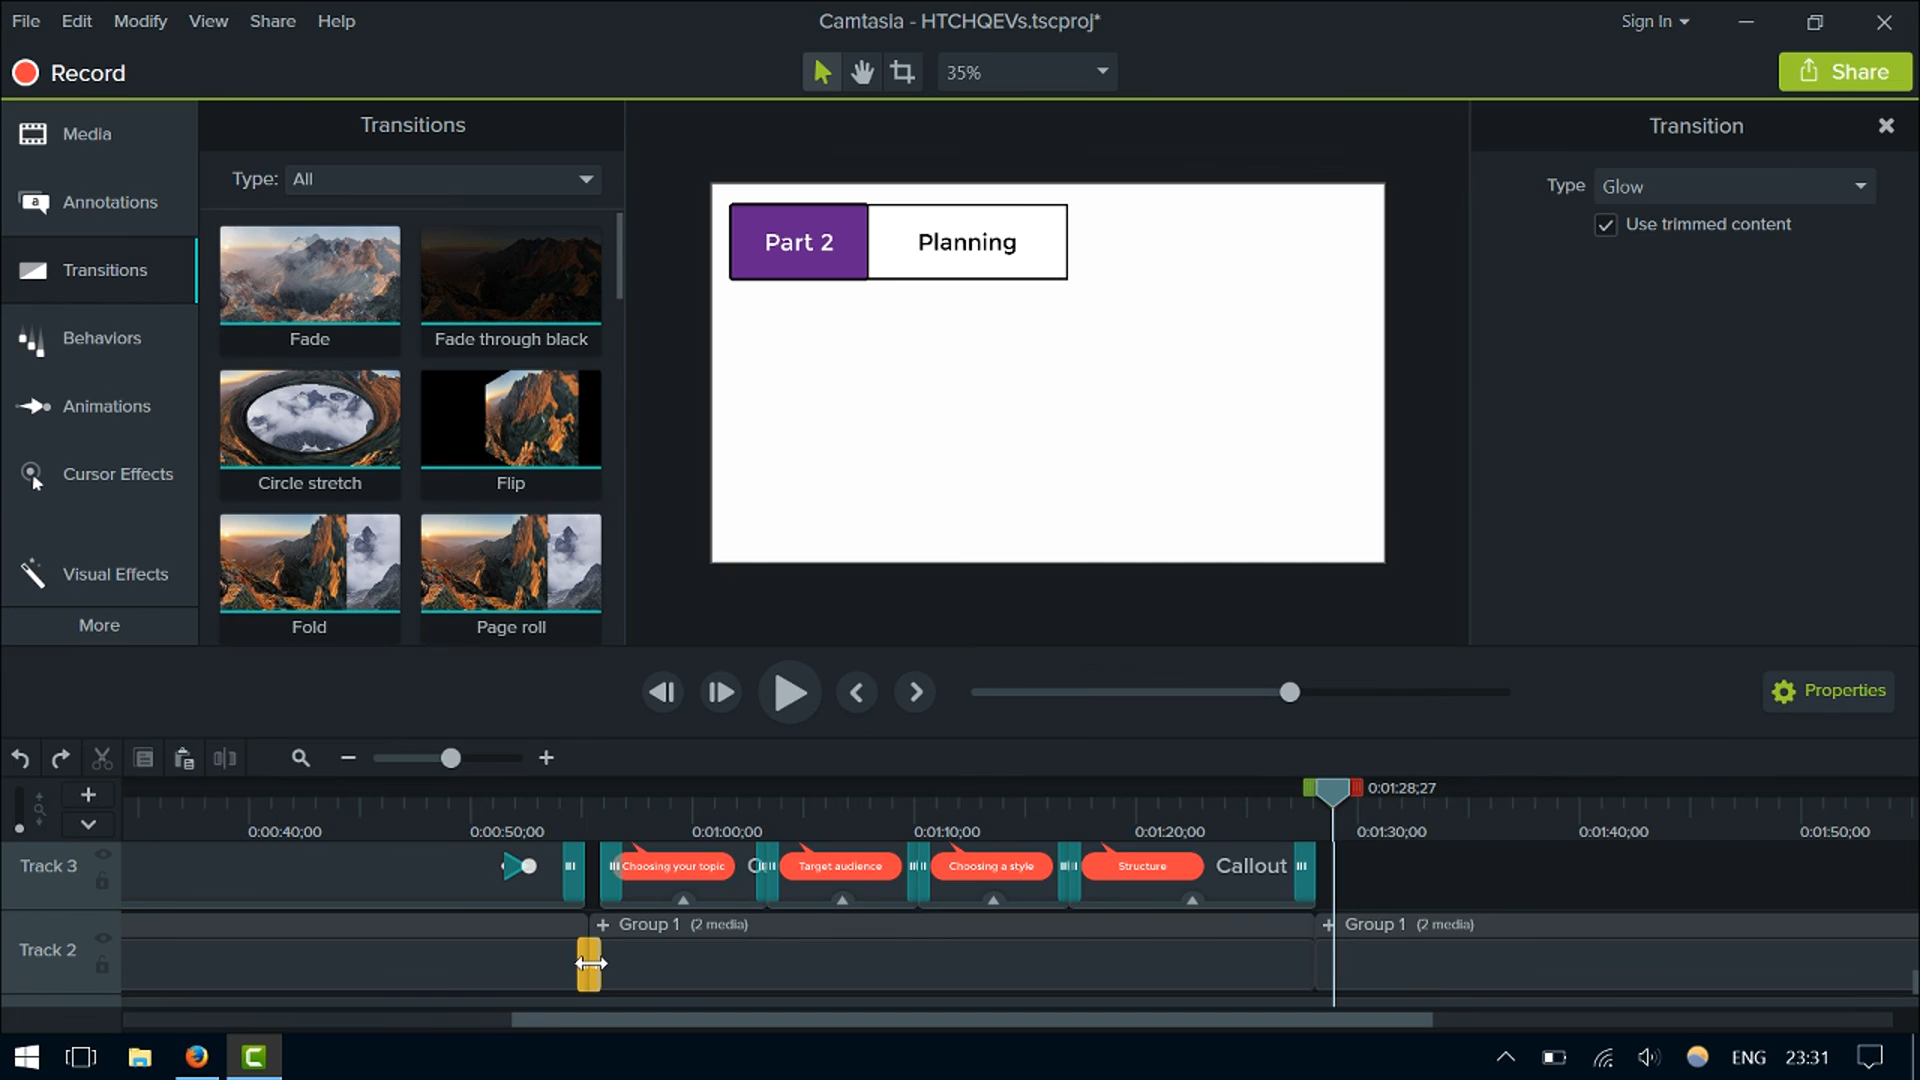 File Edit Modify View Share Help
Camtasia - HTCHQEVs.tscproj*
Sign In
Record
35%
Share
Media
Annotations
Transitions
Behaviors
Animations
Cursor Effects
Visual Effects
More
Transitions
Type: All
Fade
Fade through black
Circle stretch
Flip
Fold
Page roll
Part 2
Planning
Transition
Type Glow
Use trimmed content
Properties
0:01:28;27
0:00:40;00 0:00:50;00 0:01:00;00 0:01:10;00 0:01:20;00 0:01:30;00 0:01:40;00 0:01:50;00
Track 3
Choosing your topic
Target audience
Choosing a style
Structure
Callout
Track 2
+ Group 1 (2 media)
+ Group 1 (2 media)
ENG 23:31